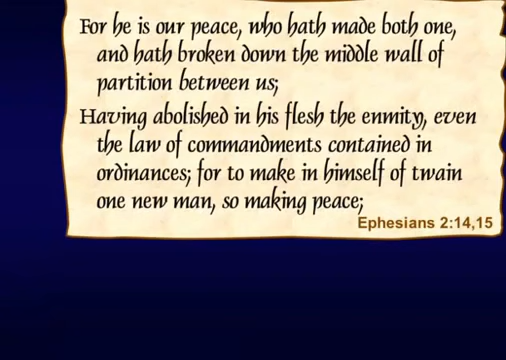 For he is our peace, who hath made both one,
and hath broken down the middle wall of
partition between us;
Having abolished in his flesh the enmity, even
the law of commandments contained in
ordinances; for to make in himself of twain
one new man, so making peace;
Ephesians 2:14,15